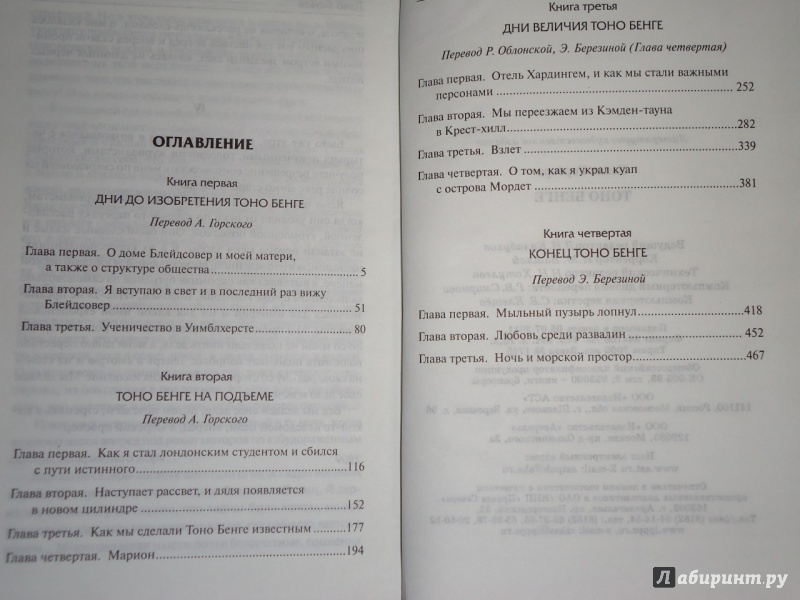 ОГЛАВЛЕНИЕ
Книга первая
ДНИ ДО ИЗОБРЕТЕНИЯ ТОНО БЕНГЕ
Перевод А. Горского
Глава первая. О доме Блейдсовер и моей матери,
а также о структуре общества 5
Глава вторая. Я вступаю в свет и в последний раз вижу
Блейдсовер 51
Глава третья. Ученичество в Уимблхерсте 80
Книга вторая
ТОНО БЕНГЕ НА ПОДЪЕМЕ
Перевод А. Горского
Глава первая. Как я стал лондонским студентом и сбился
с пути истинного 116
Глава вторая. Наступает рассвет, и дядя появляется
в новом цилиндре 152
Глава третья. Как мы сделали Тоно Бенге известным 177
Глава четвертая. Марион 194
Книга третья
ДНИ ВЕЛИЧИЯ ТОНО БЕНГЕ
Перевод Р. Облонской, Э. Березиной (Глава четвертая)
Глава первая. Отель Хардингем, и как мы стали важными
персонами 252
Глава вторая. Мы переезжаем из Кэмден-тауна
в Крест-хилл 282
Глава третья. Взлет 339
Глава четвертая. О том, как я украл куап
с острова Мордет 381
Книга четвертая
КОНЕЦ ТОНО БЕНГЕ
Перевод Э. Березиной
Глава первая. Мыльный пузырь лопнул 418
Глава вторая. Любовь среди развалин 452
Глава третья. Ночь и морской простор 467
Лабиринт.ру